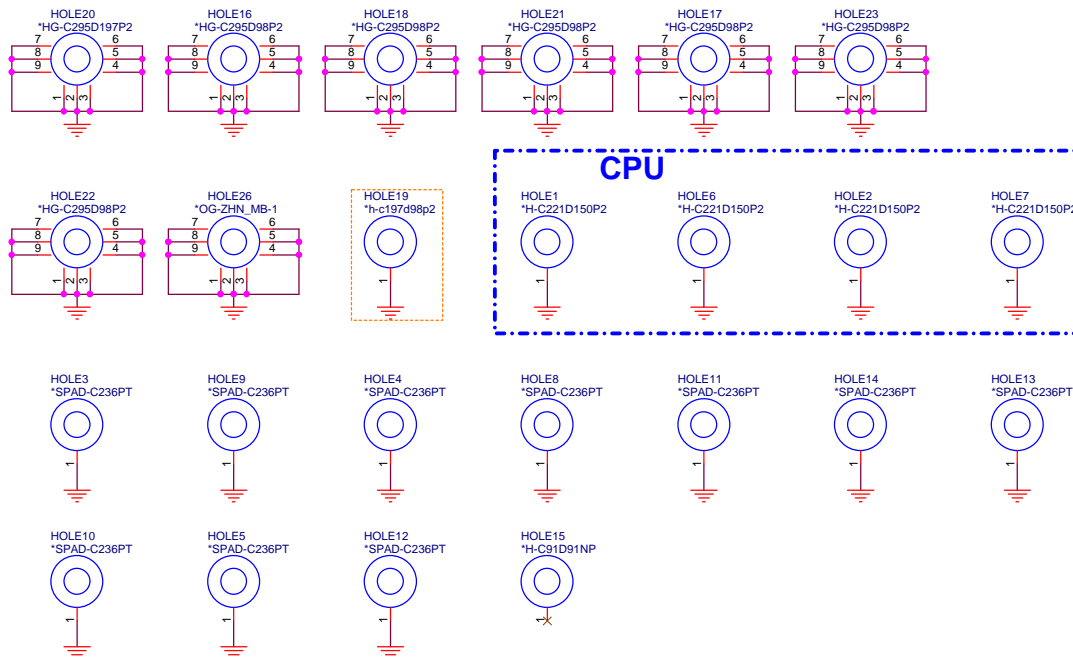 HOLE20 HOLE16 HOLE18 HOLE21 HOLE17 HOLE23
*HG-C295D197P2 *HG-C295D98P2 *HG-C295D98P2 *HG-C295D98P2 *HG-C295D98P2 *HG-C295D98P2
7 6 7 6 7 6 7 6 7 6 7 6
8 5 8 5 8 5 8 5 8 5 8 5
9 4 9 4 9 4 9 4 9 4 9 4
1 2 3 1 2 3 1 2 3 1 2 3 1 2 3 1 2 3
CPU
HOLE22 HOLE26 HOLE19 HOLE1 HOLE6 HOLE2 HOLE7
*HG-C295D98P2 *OG-ZHN_MB-1 *h-c197d98p2 *H-C221D150P2 *H-C221D150P2 *H-C221D150P2 *H-C221D150P2
7 6 7 6
8 5 8 5
9 4 9 4
1 2 3 1 2 3 1 1 1 1 1
HOLE3 HOLE9 HOLE4 HOLE8 HOLE11 HOLE14 HOLE13
*SPAD-C236PT *SPAD-C236PT *SPAD-C236PT *SPAD-C236PT *SPAD-C236PT *SPAD-C236PT *SPAD-C236PT
1 1 1 1 1 1 1
HOLE10 HOLE5 HOLE12 HOLE15
*SPAD-C236PT *SPAD-C236PT *SPAD-C236PT *H-C91D91NP
1 1 1 1